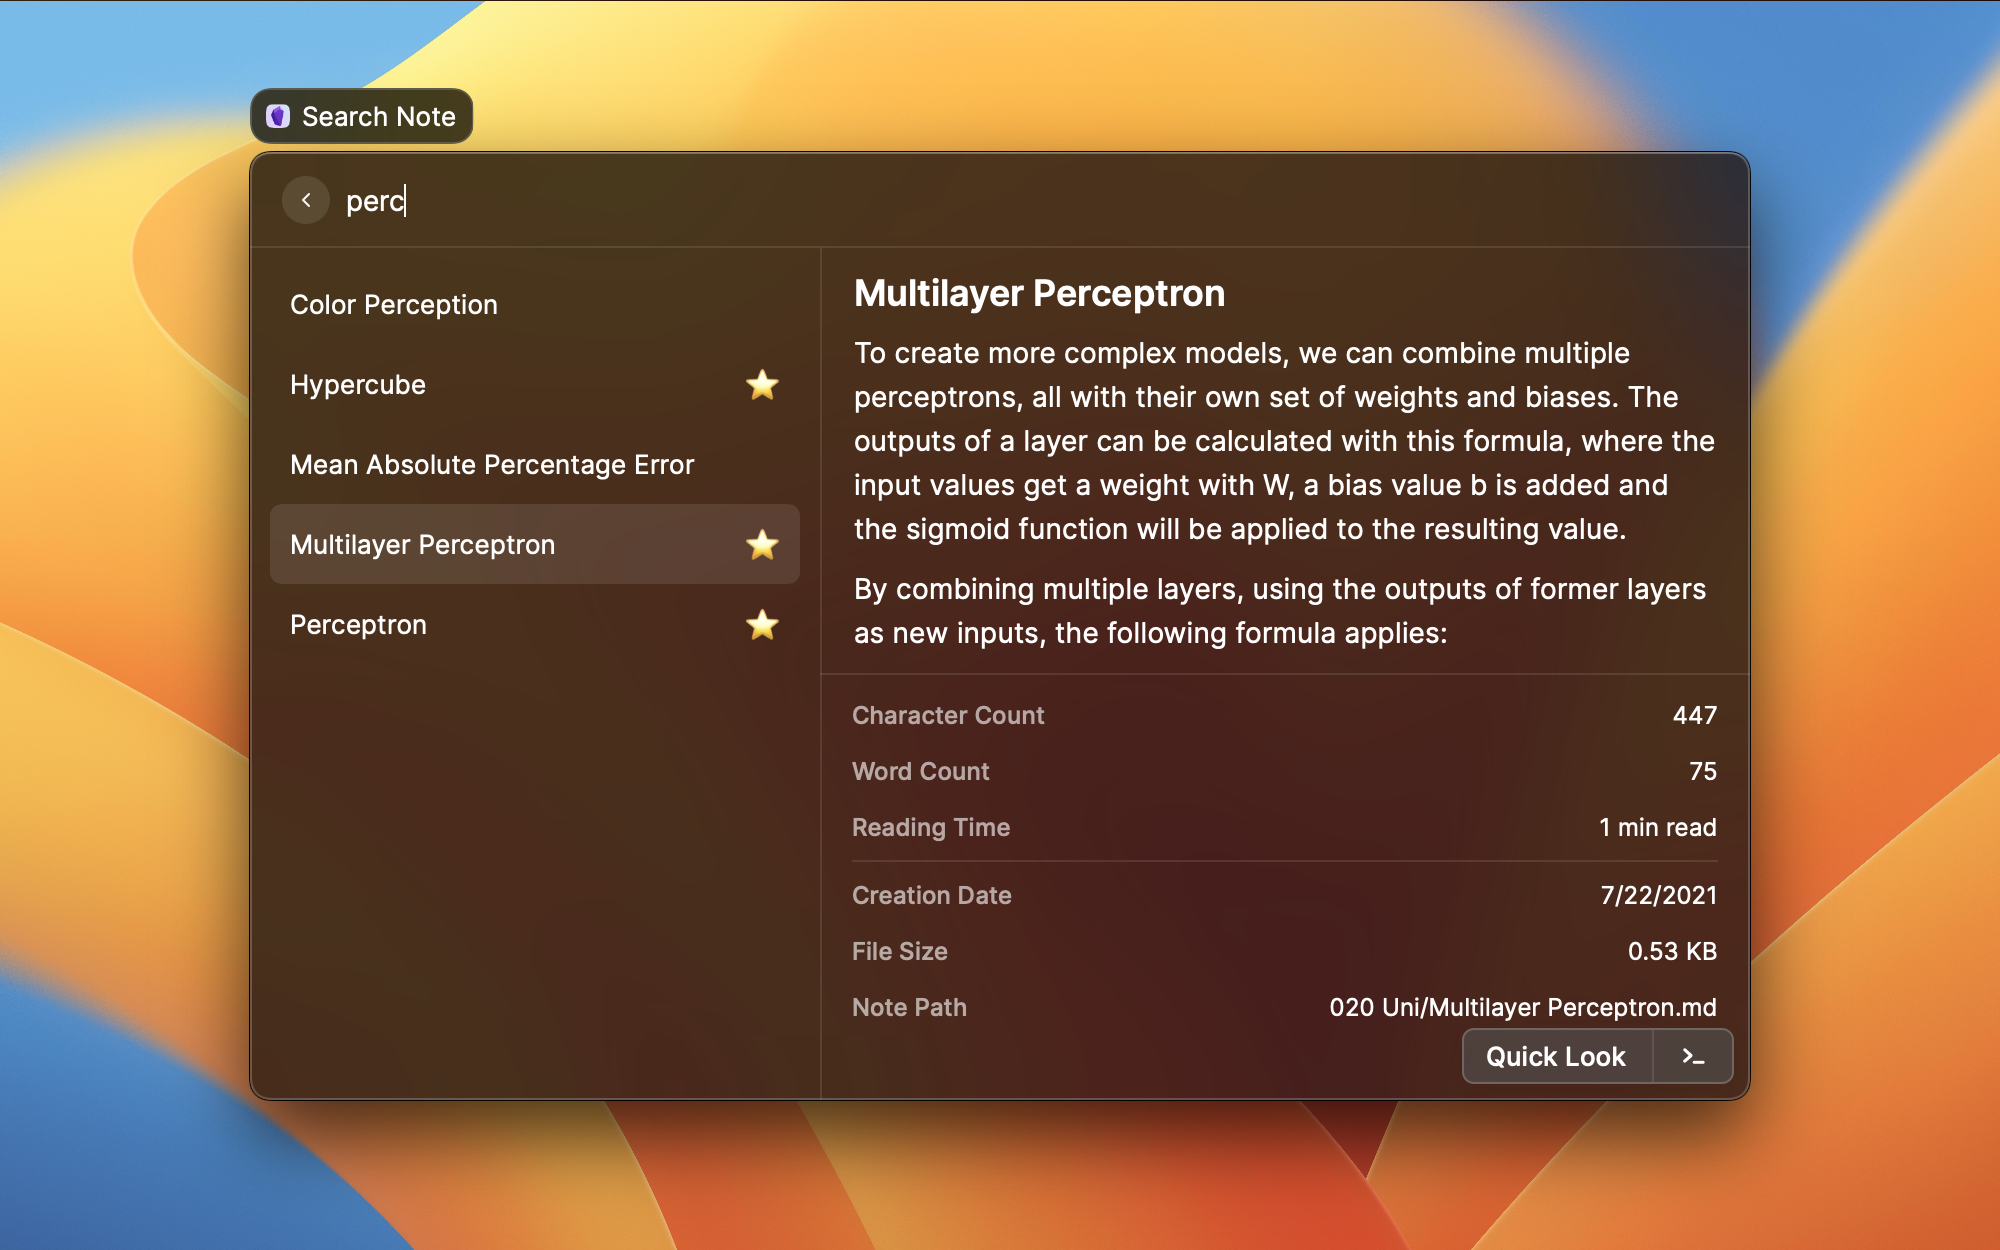 Search Note
perc
Color Perception
Hypercube
Mean Absolute Percentage Error
Multilayer Perceptron
Perceptron
Multilayer Perceptron
To create more complex models, we can combine multiple
perceptrons, all with their own set of weights and biases. The
outputs of a layer can be calculated with this formula, where the
input values get a weight with W, a bias value b is added and
the sigmoid function will be applied to the resulting value.
By combining multiple layers, using the outputs of former layers
as new inputs, the following formula applies:
Character Count 447
Word Count 75
Reading Time 1 min read
Creation Date 7/22/2021
File Size 0.53 KB
Note Path 020 Uni/Multilayer Perceptron.md
Quick Look